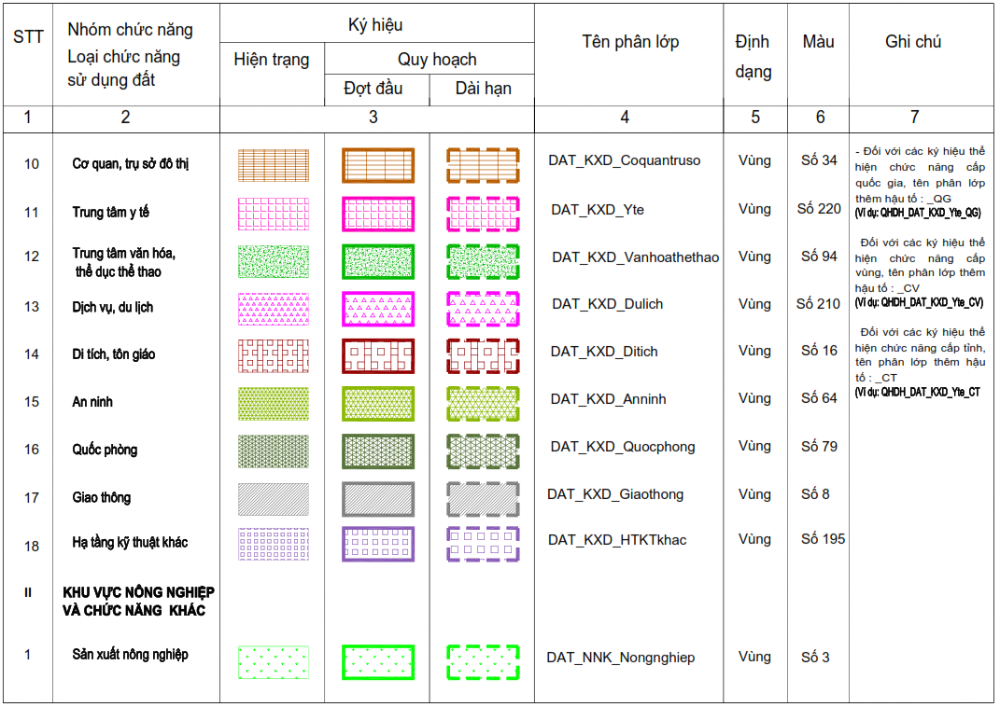 STT
Nhóm chức năng
Loại chức năng
sử dụng đất
Ký hiệu
Hiện trạng
Quy hoạch
Đợt đầu
Dài hạn
Tên phân lớp
Định
dạng
Màu
Ghi chú
1
2
3
4
5
6
7
10
Cơ quan, trụ sở đô thị
DAT_KXD_Coquantruso
Vùng
Số 34
11
Trung tâm y tế
DAT_KXD_Yte
Vùng
Số 220
12
Trung tâm văn hóa,
thể dục thể thao
DAT_KXD_Vanhoathethao
Vùng
Số 94
13
Dịch vụ, du lịch
DAT_KXD_Dulich
Vùng
Số 210
14
Di tích, tôn giáo
DAT_KXD_Ditich
Vùng
Số 16
15
An ninh
DAT_KXD_Anninh
Vùng
Số 64
16
Quốc phòng
DAT_KXD_Quocphong
Vùng
Số 79
17
Giao thông
DAT_KXD_Giaothong
Vùng
Số 8
18
Hạ tầng kỹ thuật khác
DAT_KXD_HTKTkhac
Vùng
Số 195
II
KHU VỰC NÔNG NGHIỆP
VÀ CHỨC NĂNG KHÁC
1
Sản xuất nông nghiệp
DAT_NNK_Nongnghiep
Vùng
Số 3
- Đối với các ký hiệu thể
hiện chức năng cấp
quốc gia, tên phân lớp
thêm hậu tố : _QG
(Ví dụ: QHDH_DAT_KXD_Yte_QG)
Đối với các ký hiệu thể
hiện chức năng cấp
vùng, tên phân lớp thêm
hậu tố : _CV
(Ví dụ: QHDH_DAT_KXD_Yte_CV)
Đối với các ký hiệu thể
hiện chức năng cấp tỉnh,
tên phân lớp thêm hậu
tố : _CT
(Ví dụ: QHDH_DAT_KXD_Yte_CT